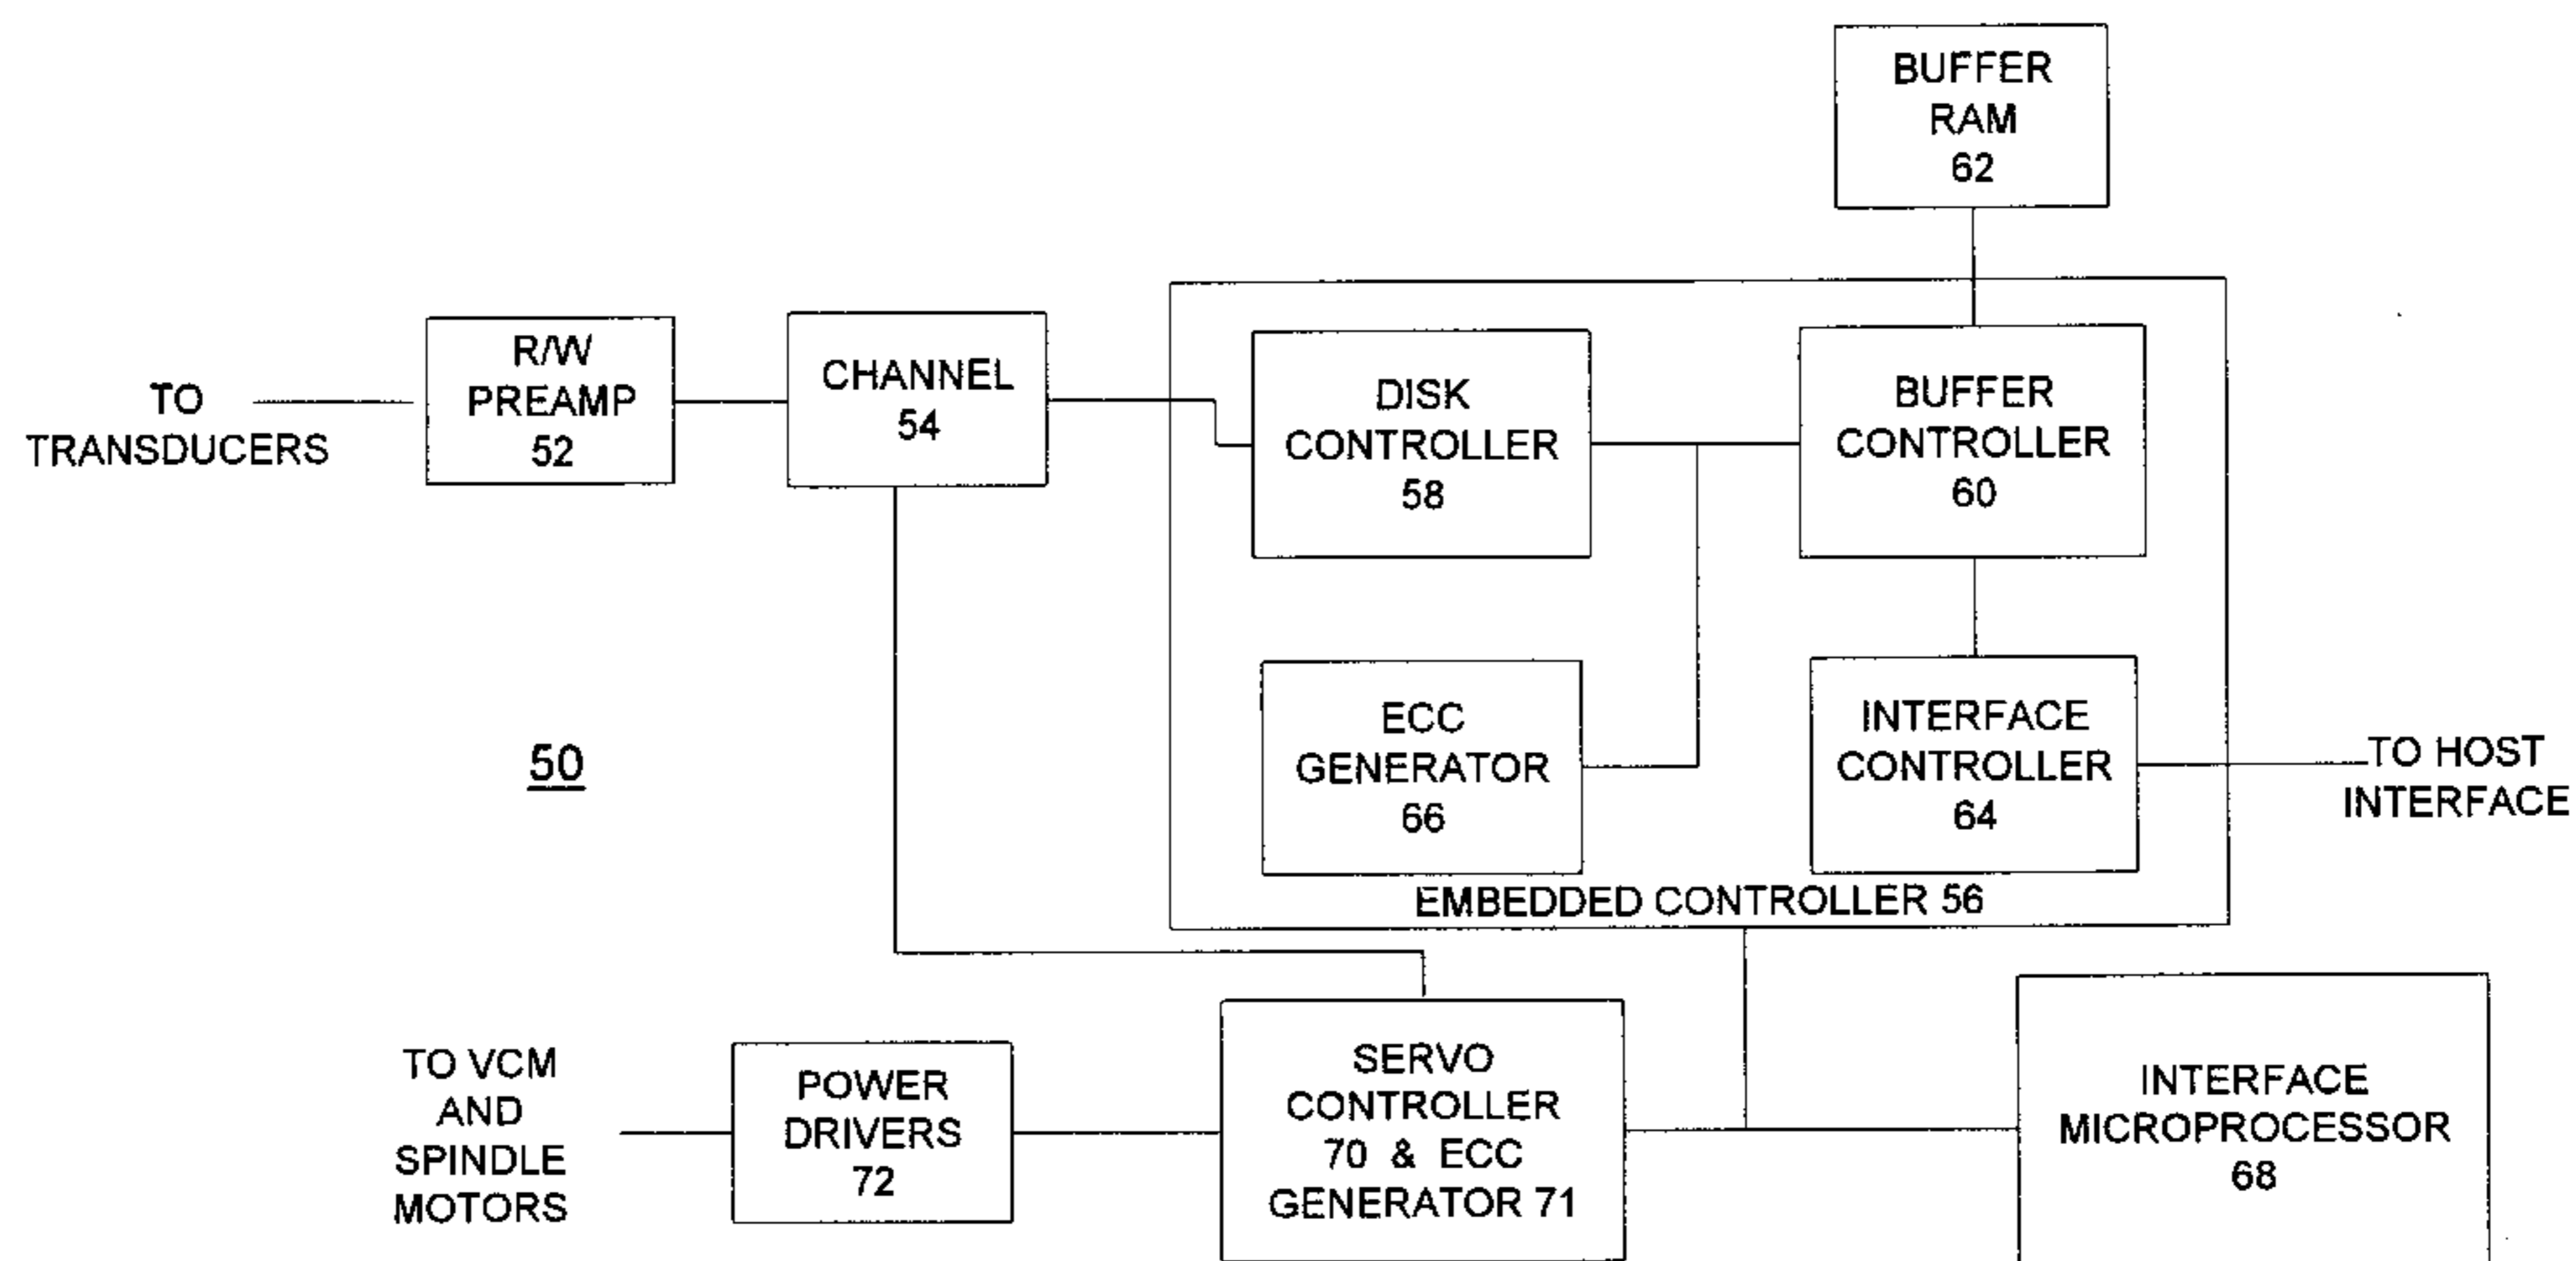 BUFFER
RAM
62
TO
TRANSDUCERS
R/W
PREAMP
52
CHANNEL
54
DISK
CONTROLLER
58
BUFFER
CONTROLLER
60
50
ECC
GENERATOR
66
INTERFACE
CONTROLLER
64
TO HOST
INTERFACE
EMBEDDED CONTROLLER 56
TO VCM
AND
SPINDLE
MOTORS
POWER
DRIVERS
72
SERVO
CONTROLLER
70 & ECC
GENERATOR 71
INTERFACE
MICROPROCESSOR
68